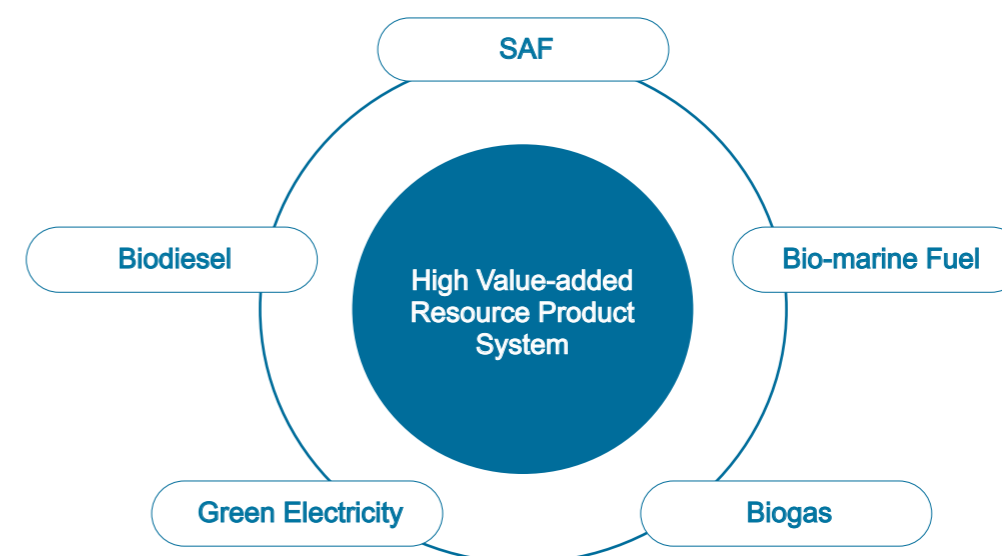 SAF
Biodiesel
Bio-marine Fuel
High Value-added
Resource Product
System
Green Electricity
Biogas